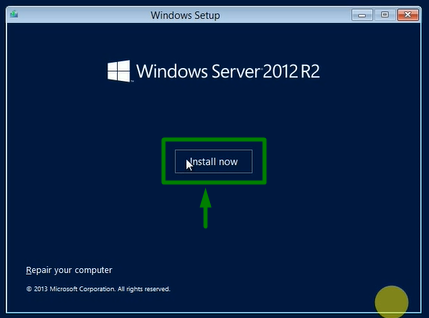 Windows Setup
Windows Server 2012 R2
Install now
Repair your computer
© 2013 Microsoft Corporation. All rights reserved.